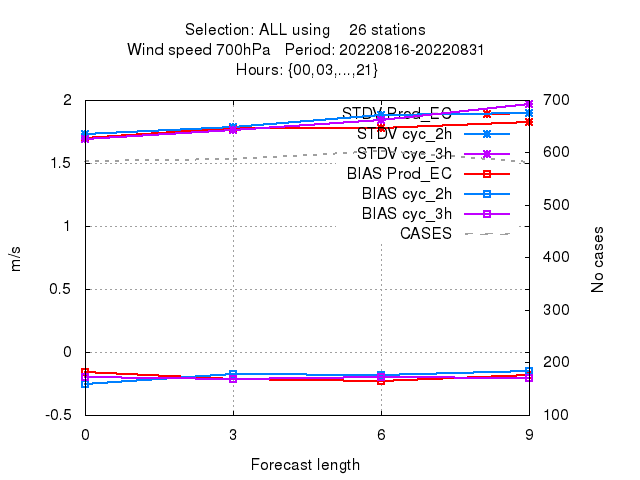 Selection: ALL using 26 stations
Wind speed 700hPa Period: 20220816-20220831
Hours: {00,03,...,21}
STDV Prod_EC
STDV cyc_2h
STDV cyc_3h
BIAS Prod_EC
BIAS cyc_2h
BIAS cyc_3h
CASES
2
1.5
1
0.5
0
-0.5
m/s
700
600
500
400
300
200
100
No cases
0 3 6 9
Forecast length